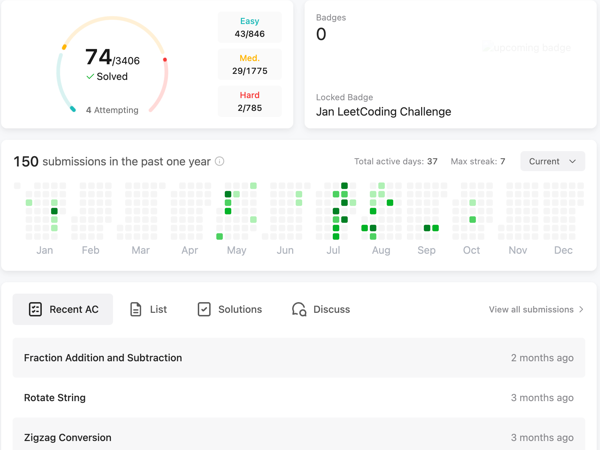 74/3406
Solved
4 Attempting
Easy
43/846
Med.
29/1775
Hard
2/785
Badges
0
upcoming badge
Locked Badge
Jan LeetCoding Challenge
150 submissions in the past one year
Total active days: 37
Max streak: 7
Current
Jan Feb Mar Apr May Jun Jul Aug Sep Oct Nov Dec
Recent AC
List
Solutions
Discuss
View all submissions
Fraction Addition and Subtraction 2 months ago
Rotate String 3 months ago
Zigzag Conversion 3 months ago